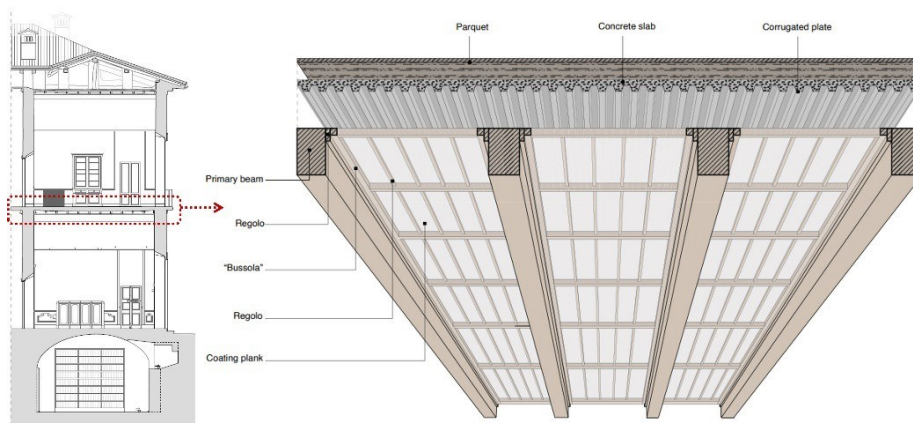 Parquet
Concrete slab
Corrugated plate
Primary beam
Regolo
“Bussola”
Regolo
Coating plank